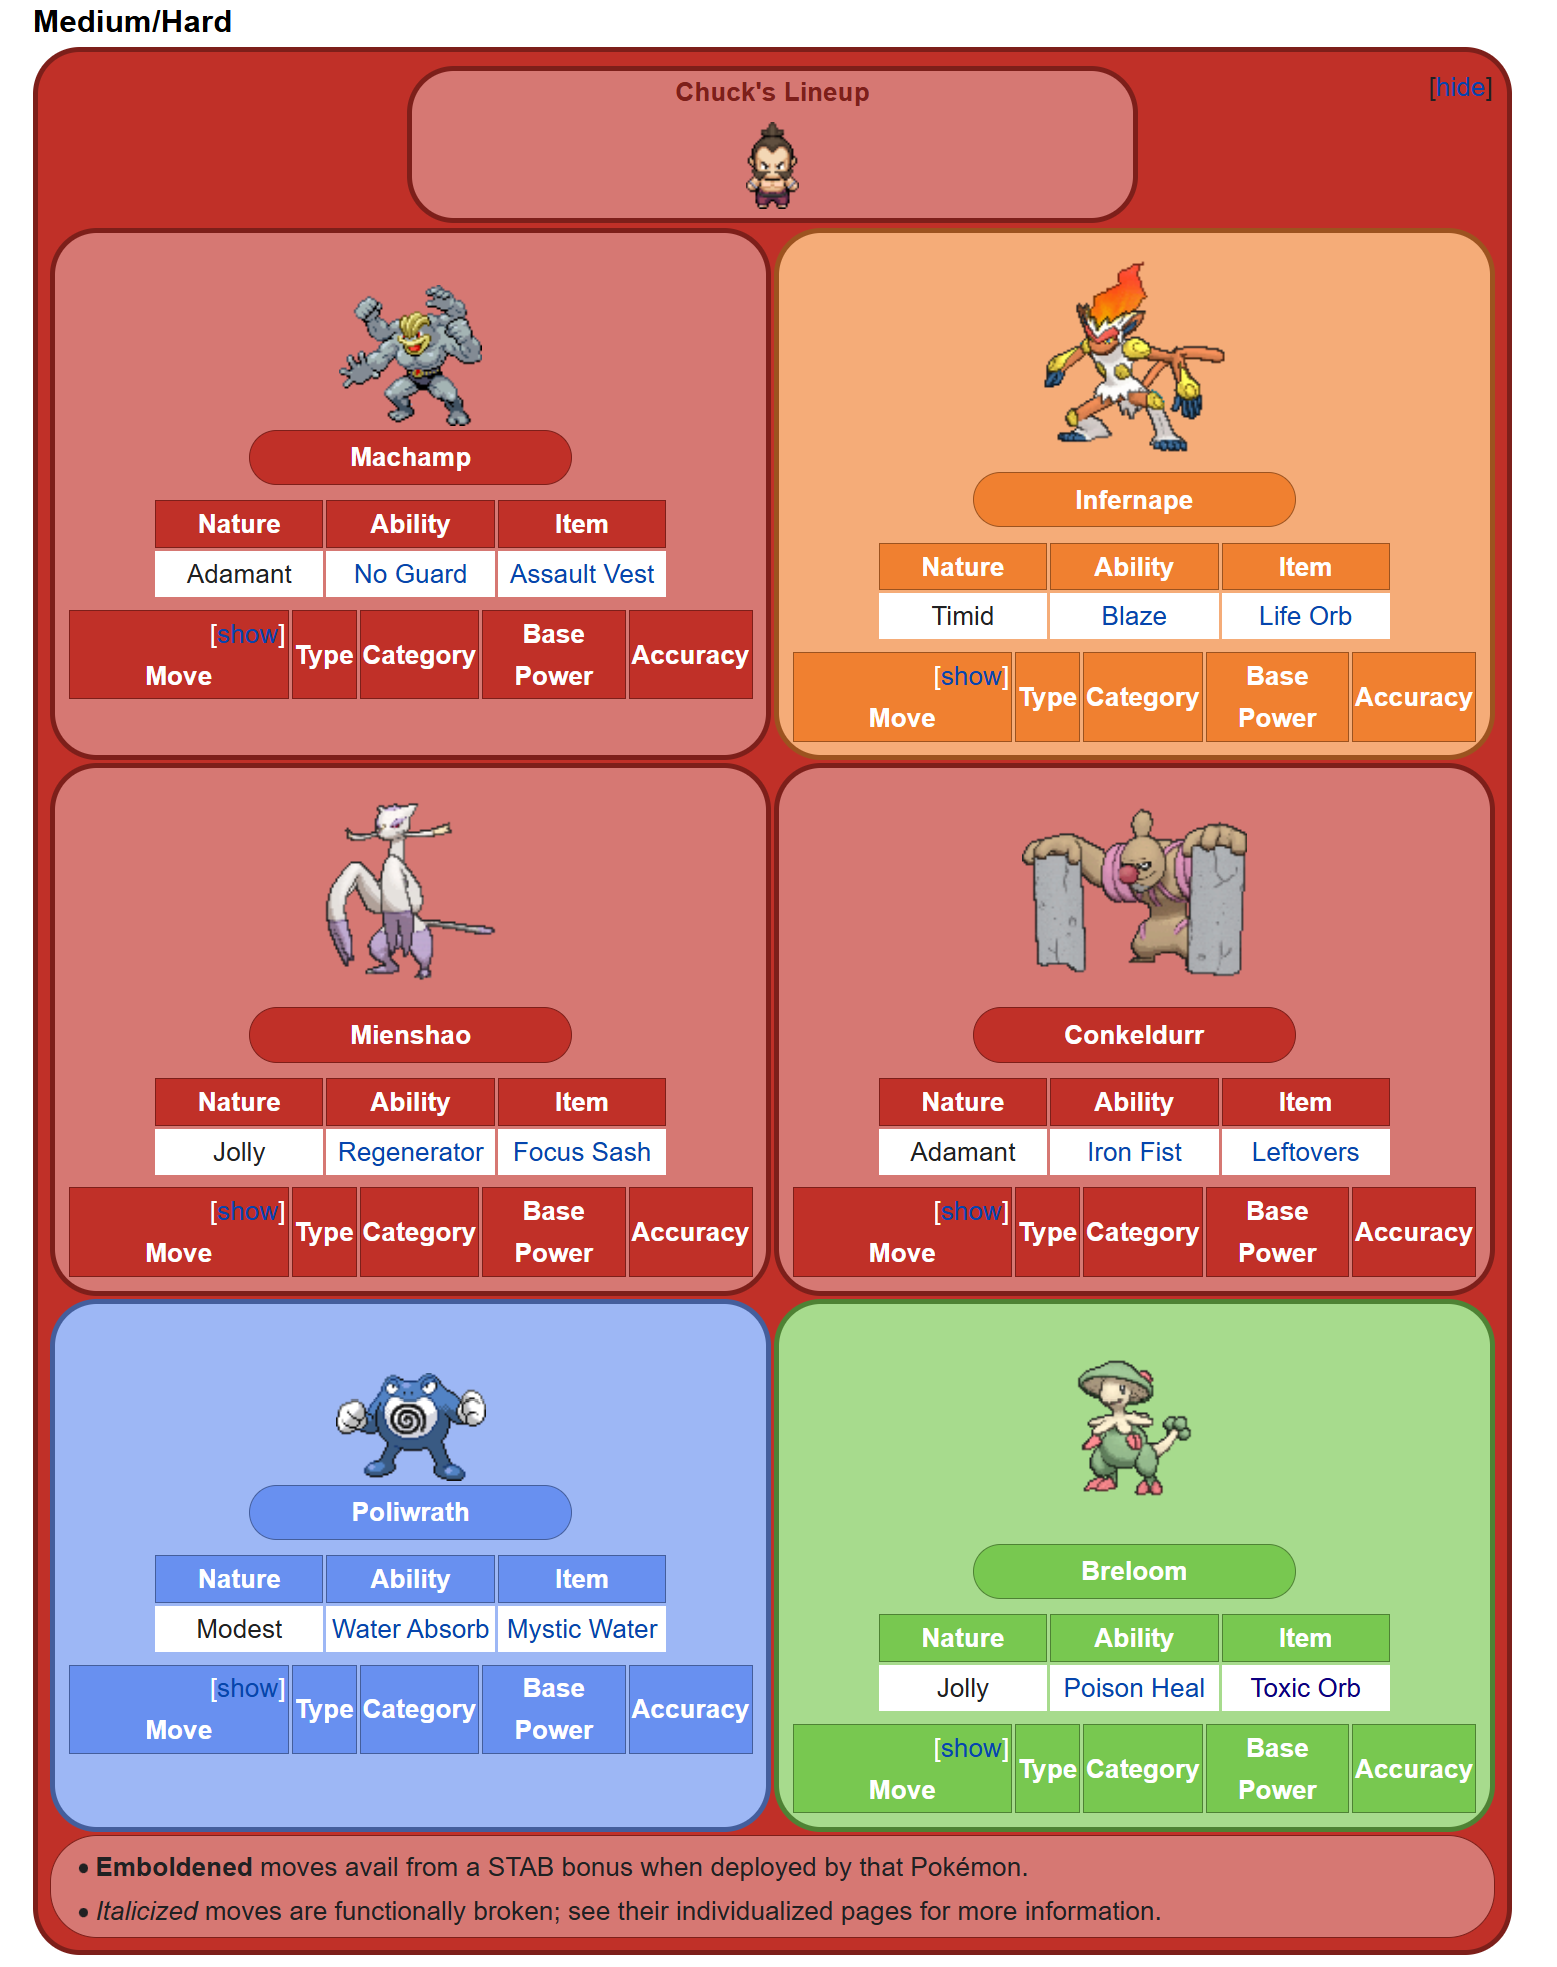 Medium/Hard
Chuck's Lineup
[hide]
Machamp
Nature Ability Item
Adamant No Guard Assault Vest
[show]
Move Type Category Base Power Accuracy
Infernape
Nature Ability Item
Timid Blaze Life Orb
[show]
Move Type Category Base Power Accuracy
Mienshao
Nature Ability Item
Jolly Regenerator Focus Sash
[show]
Move Type Category Base Power Accuracy
Conkeldurr
Nature Ability Item
Adamant Iron Fist Leftovers
[show]
Move Type Category Base Power Accuracy
Poliwrath
Nature Ability Item
Modest Water Absorb Mystic Water
[show]
Move Type Category Base Power Accuracy
Breloom
Nature Ability Item
Jolly Poison Heal Toxic Orb
[show]
Move Type Category Base Power Accuracy
• Emboldened moves avail from a STAB bonus when deployed by that Pokémon.
• Italicized moves are functionally broken; see their individualized pages for more information.